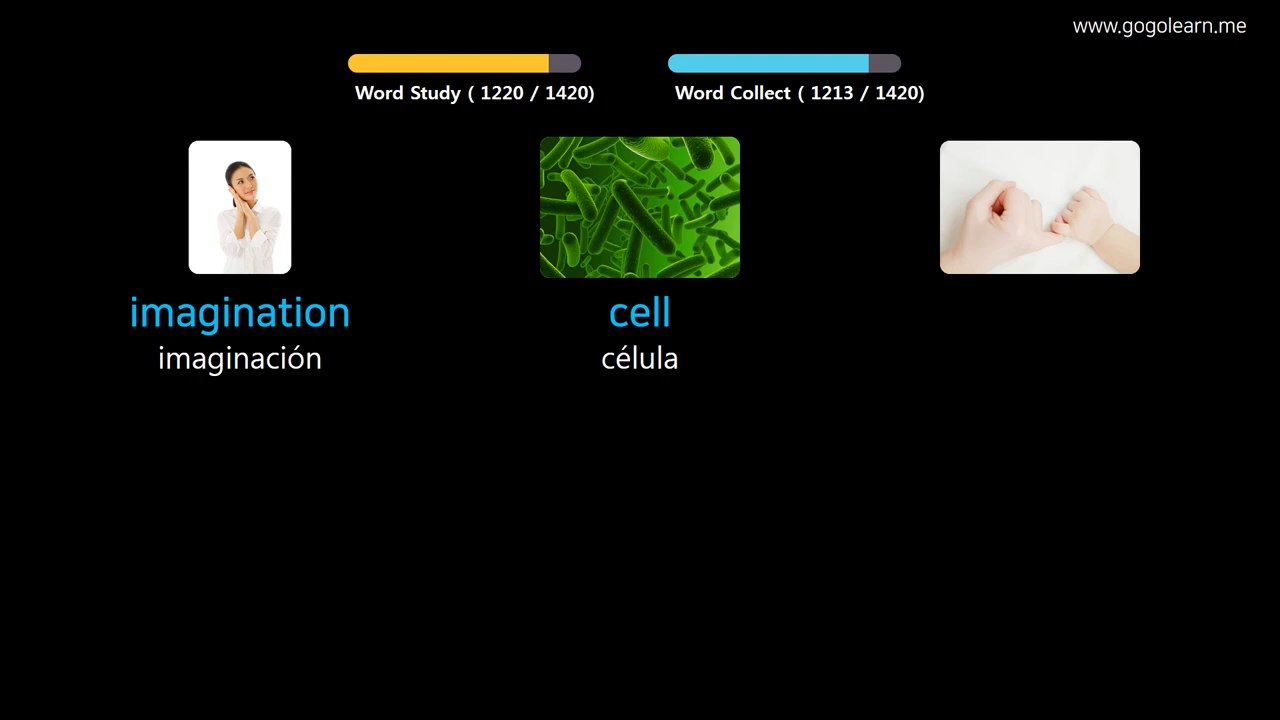 www.gogolearn.me
Word Study ( 1220 / 1420)
Word Collect ( 1213 / 1420)
imagination
imaginación
cell
célula